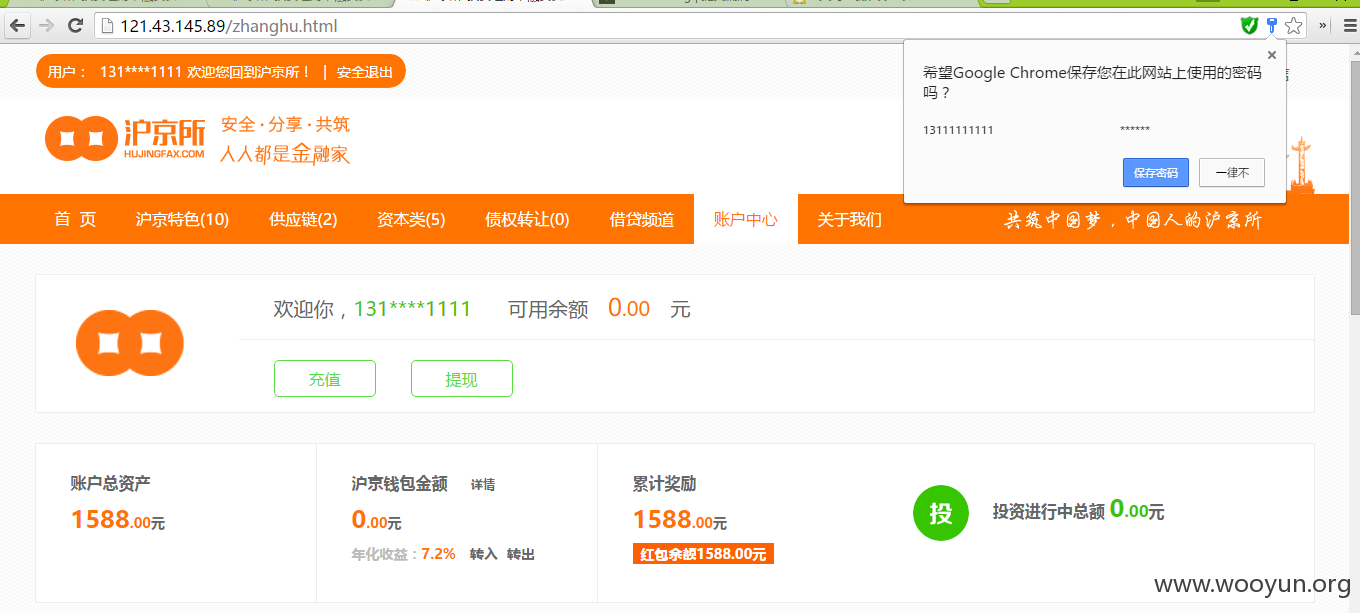 121.43.145.89/zhanghu.html
»
用户： 131****1111 欢迎您回到沪京所！ | 安全退出
希望Google Chrome保存您在此网站上使用的密码吗？
13111111111 ******
保存密码 一律不
沪京所
HUJINGFAX.COM
安全·分享·共筑
人人都是金融家
首 页 沪京特色(10) 供应链(2) 资本类(5) 债权转让(0) 借贷频道 账户中心 关于我们 共筑中国梦，中国人的沪京所
欢迎你，131****1111 可用余额 0.00 元
充值 提现
账户总资产
1588.00元
沪京钱包金额 详情
0.00元
年化收益：7.2% 转入 转出
累计奖励
1588.00元
红包余额1588.00元
投 投资进行中总额 0.00元
www.wooyun.org